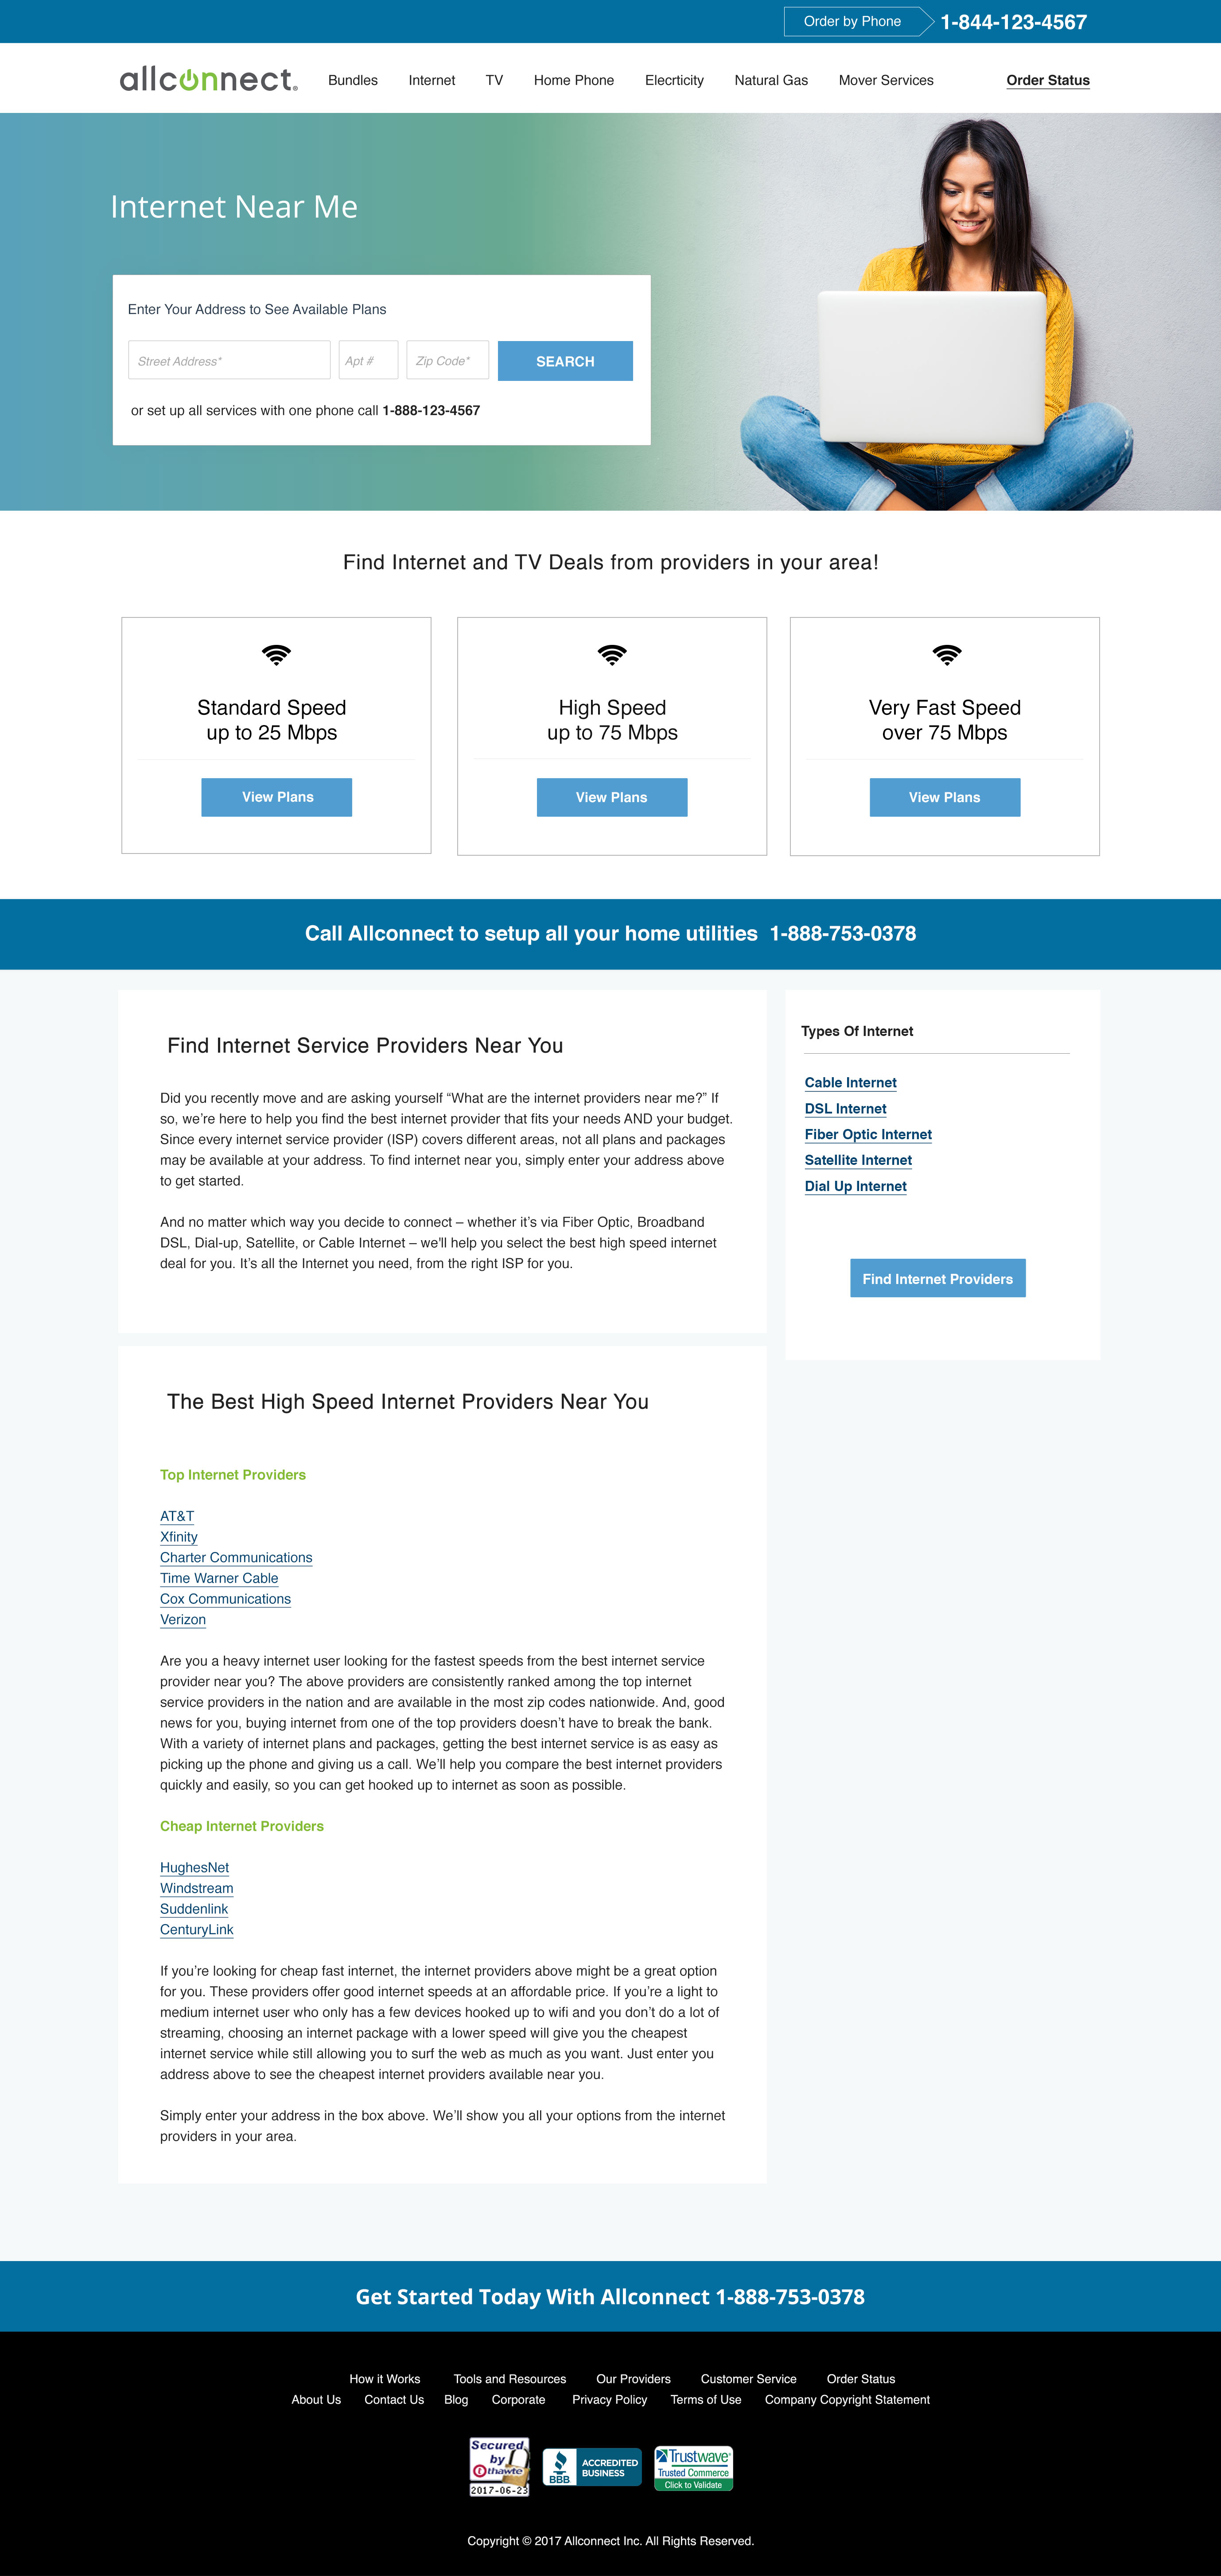 Order by Phone 1-844-123-4567
allconnect® Bundles Internet TV Home Phone Elecrticity Natural Gas Mover Services Order Status
Internet Near Me
Enter Your Address to See Available Plans
Street Address* Apt # Zip Code* SEARCH
or set up all services with one phone call 1-888-123-4567
Find Internet and TV Deals from providers in your area!
Standard Speed
up to 25 Mbps
View Plans
High Speed
up to 75 Mbps
View Plans
Very Fast Speed
over 75 Mbps
View Plans
Call Allconnect to setup all your home utilities 1-888-753-0378
Find Internet Service Providers Near You
Did you recently move and are asking yourself “What are the internet providers near me?” If
so, we’re here to help you find the best internet provider that fits your needs AND your budget.
Since every internet service provider (ISP) covers different areas, not all plans and packages
may be available at your address. To find internet near you, simply enter your address above
to get started.
And no matter which way you decide to connect – whether it’s via Fiber Optic, Broadband
DSL, Dial-up, Satellite, or Cable Internet – we'll help you select the best high speed internet
deal for you. It’s all the Internet you need, from the right ISP for you.
Types Of Internet
Cable Internet
DSL Internet
Fiber Optic Internet
Satellite Internet
Dial Up Internet
Find Internet Providers
The Best High Speed Internet Providers Near You
Top Internet Providers
AT&T
Xfinity
Charter Communications
Time Warner Cable
Cox Communications
Verizon
Are you a heavy internet user looking for the fastest speeds from the best internet service
provider near you? The above providers are consistently ranked among the top internet
service providers in the nation and are available in the most zip codes nationwide. And, good
news for you, buying internet from one of the top providers doesn’t have to break the bank.
With a variety of internet plans and packages, getting the best internet service is as easy as
picking up the phone and giving us a call. We’ll help you compare the best internet providers
quickly and easily, so you can get hooked up to internet as soon as possible.
Cheap Internet Providers
HughesNet
Windstream
Suddenlink
CenturyLink
If you’re looking for cheap fast internet, the internet providers above might be a great option
for you. These providers offer good internet speeds at an affordable price. If you’re a light to
medium internet user who only has a few devices hooked up to wifi and you don’t do a lot of
streaming, choosing an internet package with a lower speed will give you the cheapest
internet service while still allowing you to surf the web as much as you want. Just enter you
address above to see the cheapest internet providers available near you.
Simply enter your address in the box above. We’ll show you all your options from the internet
providers in your area.
Get Started Today With Allconnect 1-888-753-0378
How it Works Tools and Resources Our Providers Customer Service Order Status
About Us Contact Us Blog Corporate Privacy Policy Terms of Use Company Copyright Statement
Secured
by
thawte
2017-06-23
BBB
ACCREDITED
BUSINESS
Trustwave®
Trusted Commerce
Click to Validate
Copyright © 2017 Allconnect Inc. All Rights Reserved.